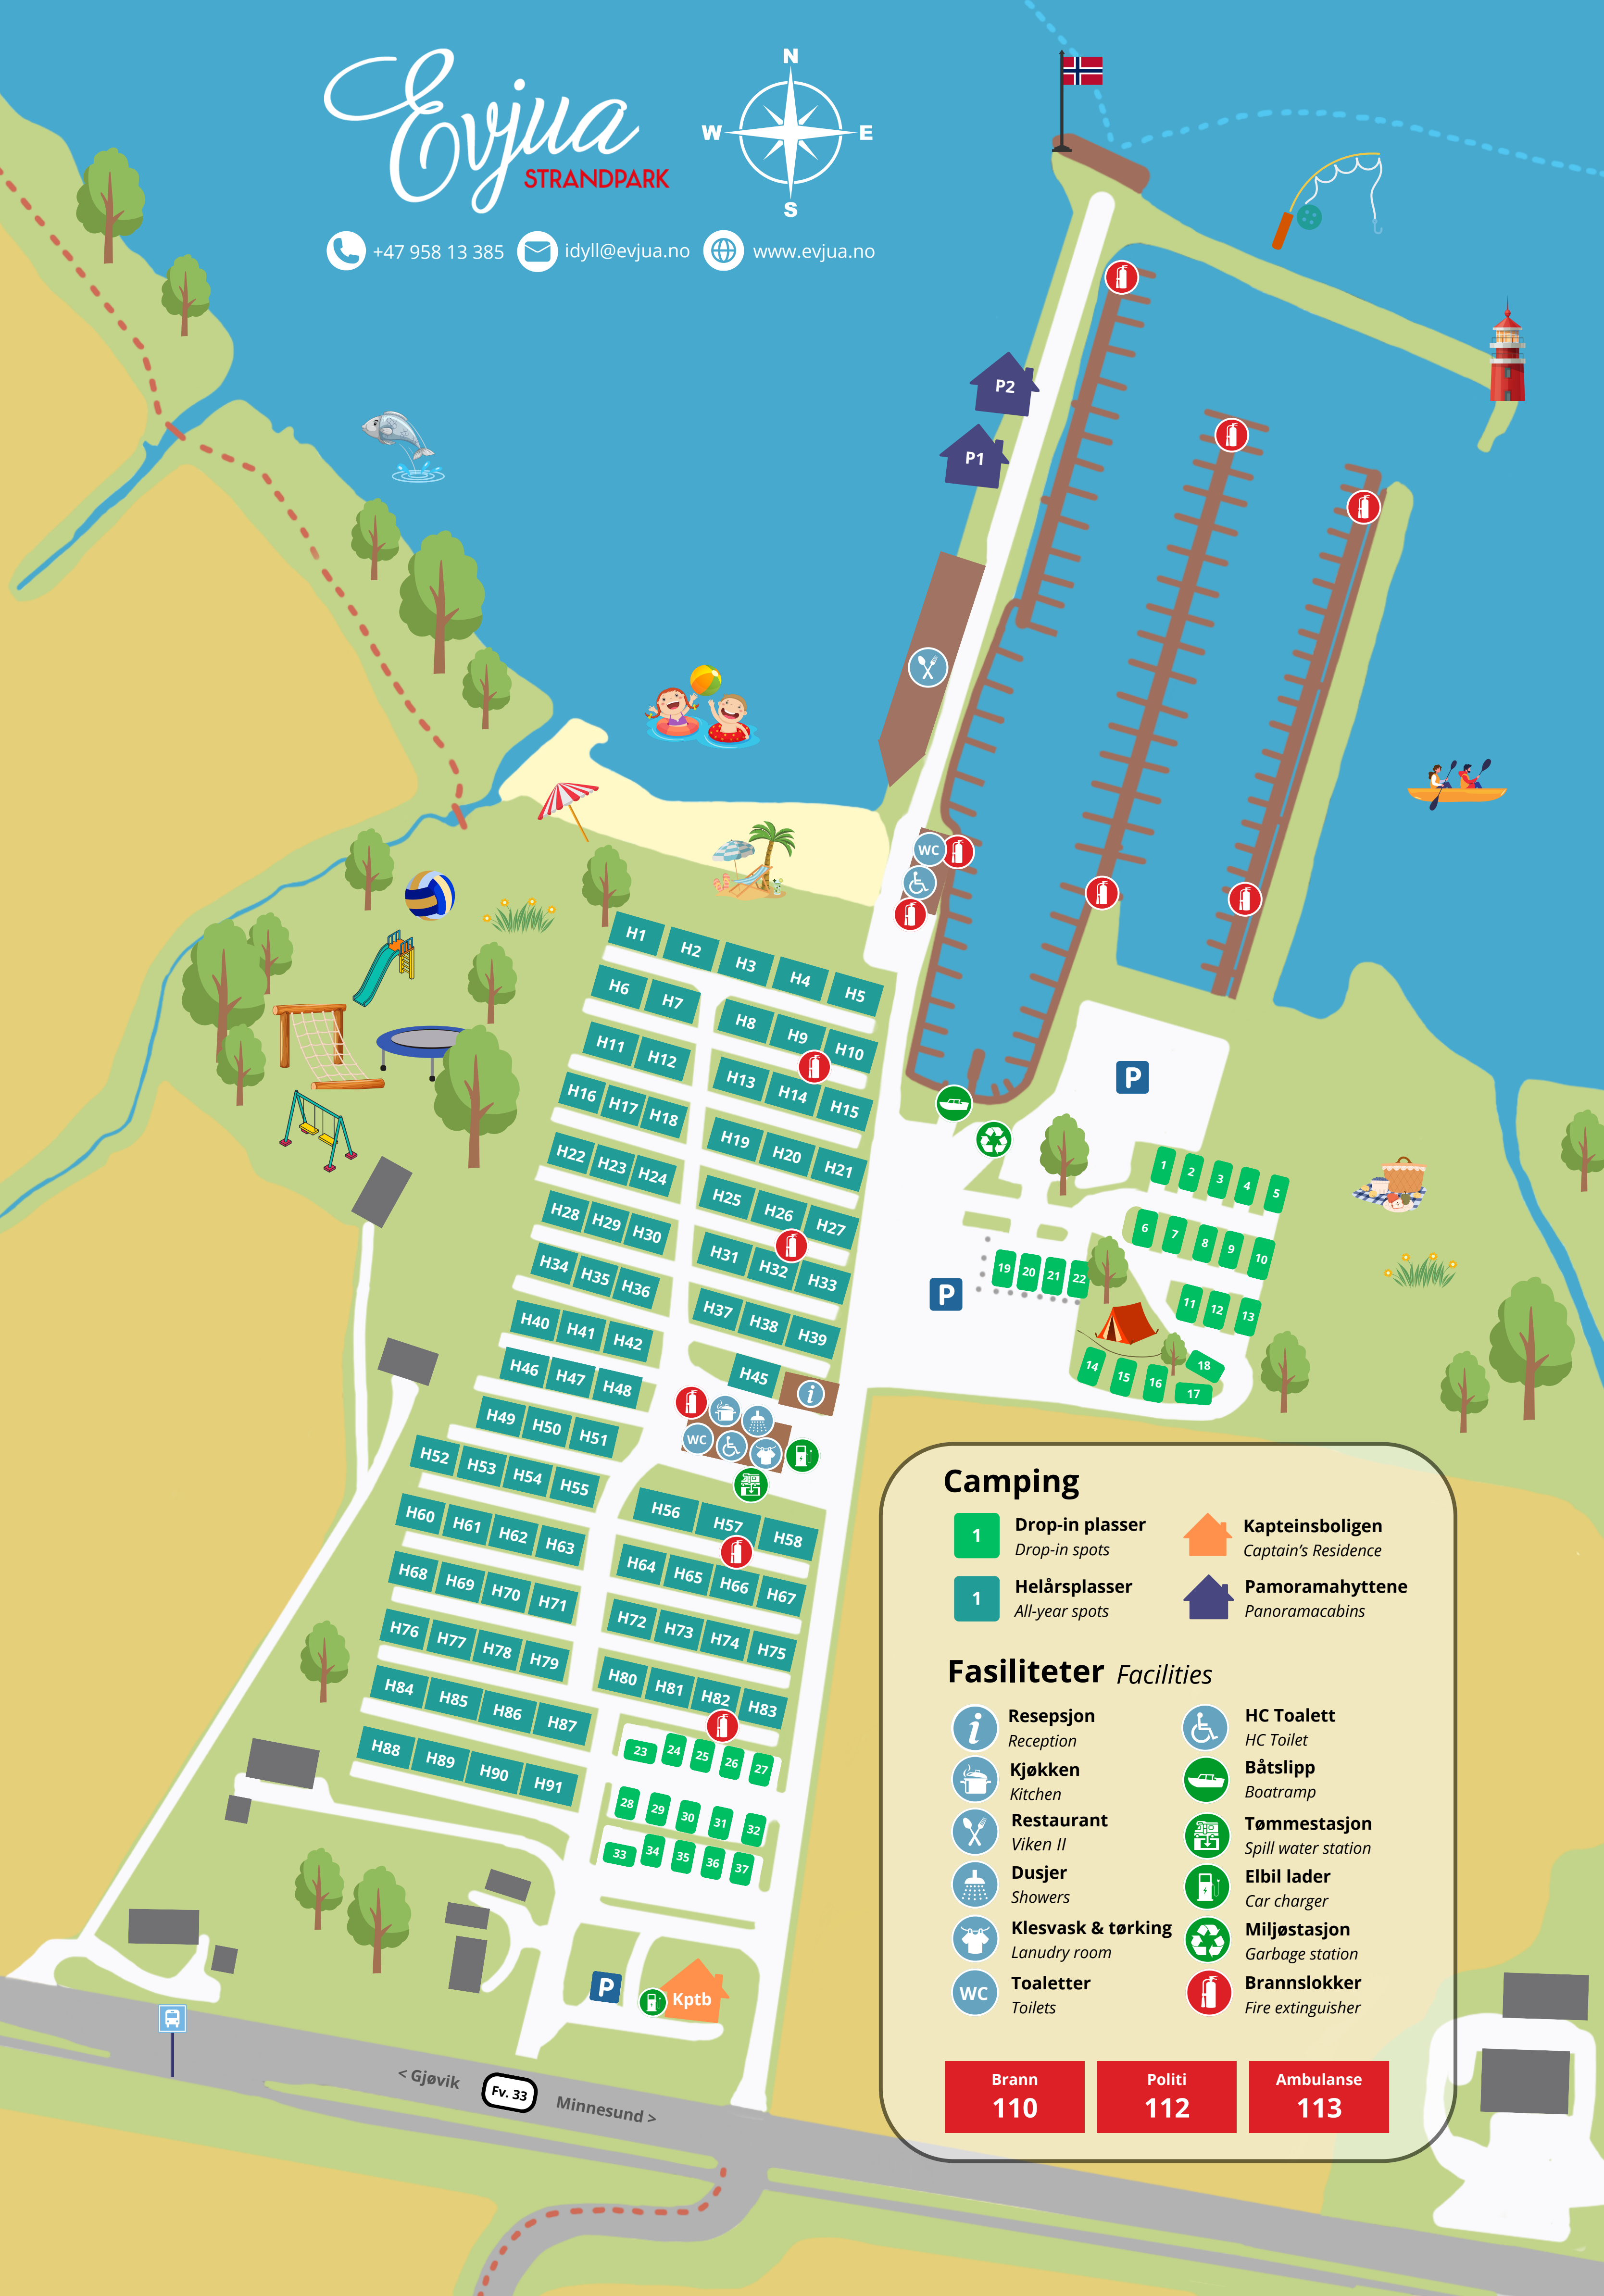 Evjua
STRANDPARK
N
W E
S
+47 958 13 385 idyll@evjua.no www.evjua.no
P2
P1
WC
H1 H2 H3 H4 H5
H6 H7 H8 H9 H10
H11 H12 H13 H14 H15
H16 H17 H18 H19 H20 H21
H22 H23 H24 H25 H26 H27
H28 H29 H30 H31 H32 H33
H34 H35 H36 H37 H38 H39
H40 H41 H42 H45
H46 H47 H48
H49 H50 H51
WC
i
H52 H53 H54 H55 H56 H57 H58
H60 H61 H62 H63 H64 H65 H66 H67
H68 H69 H70 H71 H72 H73 H74 H75
H76 H77 H78 H79 H80 H81 H82 H83
H84 H85 H86 H87
H88 H89 H90 H91
P
1 2 3 4 5
6 7 8 9 10
P
19 20 21 22
11 12 13
14 15 16 17 18
23 24 25 26 27
28 29 30 31 32
33 34 35 36 37
P
Kptb
< Gjøvik Fv. 33 Minnesund >
Camping
1 Drop-in plasser
Drop-in spots
Kapteinsboligen
Captain's Residence
1 Helårsplasser
All-year spots
Pamoramahyttene
Panoramacabins
Fasiliteter Facilities
i Resepsjon
Reception
Kjøkken
Kitchen
Restaurant
Viken II
Dusjer
Showers
Klesvask & tørking
Lanudry room
WC Toaletter
Toilets
HC Toalett
HC Toilet
Båtslipp
Boatramp
Tømmestasjon
Spill water station
Elbil lader
Car charger
Miljøstasjon
Garbage station
Brannslokker
Fire extinguisher
Brann
110
Politi
112
Ambulanse
113